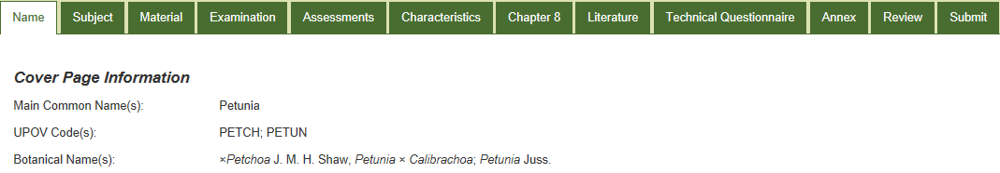 Name Subject Material Examination Assessments Characteristics Chapter 8 Literature Technical Questionnaire Annex Review Submit
Cover Page Information
Main Common Name(s): Petunia
UPOV Code(s): PETCH; PETUN
Botanical Name(s): ×Petchoa J. M. H. Shaw, Petunia × Calibrachoa; Petunia Juss.